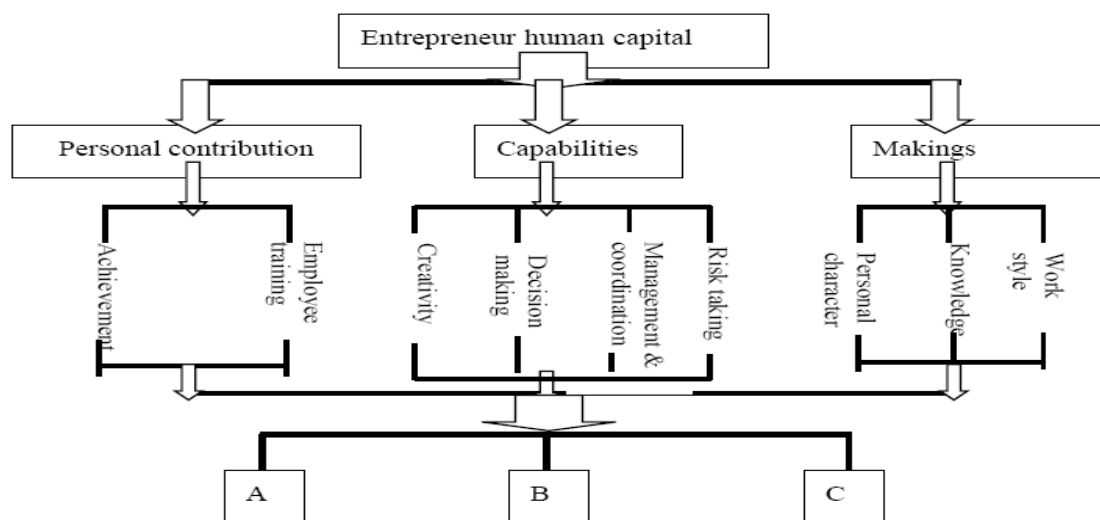 Entrepreneur human capital
Personal contribution
Capabilities
Makings
Achievement
Employee
training
Creativity
Decision
making
Management &
coordination
Risk taking
Personal
character
Knowledge
Work
style
A
B
C